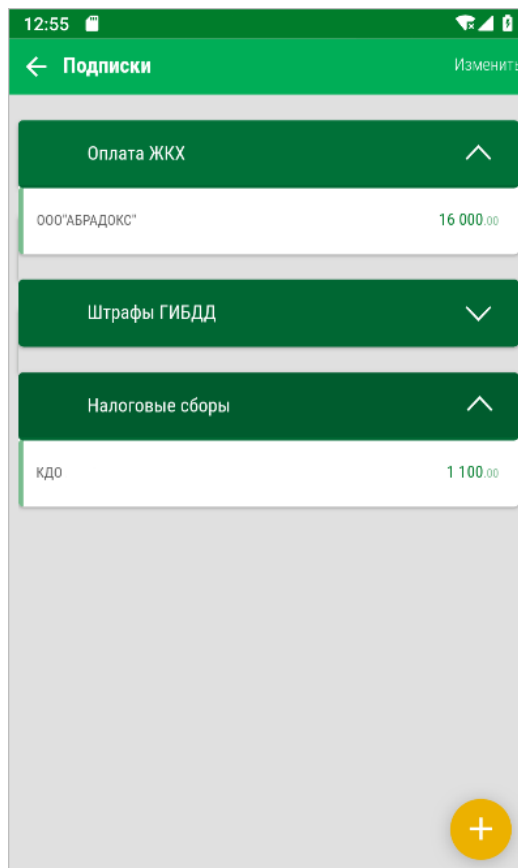 12:55
Подписки
Изменить
Оплата ЖКХ
ООО"АБРАДОКС"
16 000.00
Штрафы ГИБДД
Налоговые сборы
КДО
1 100.00